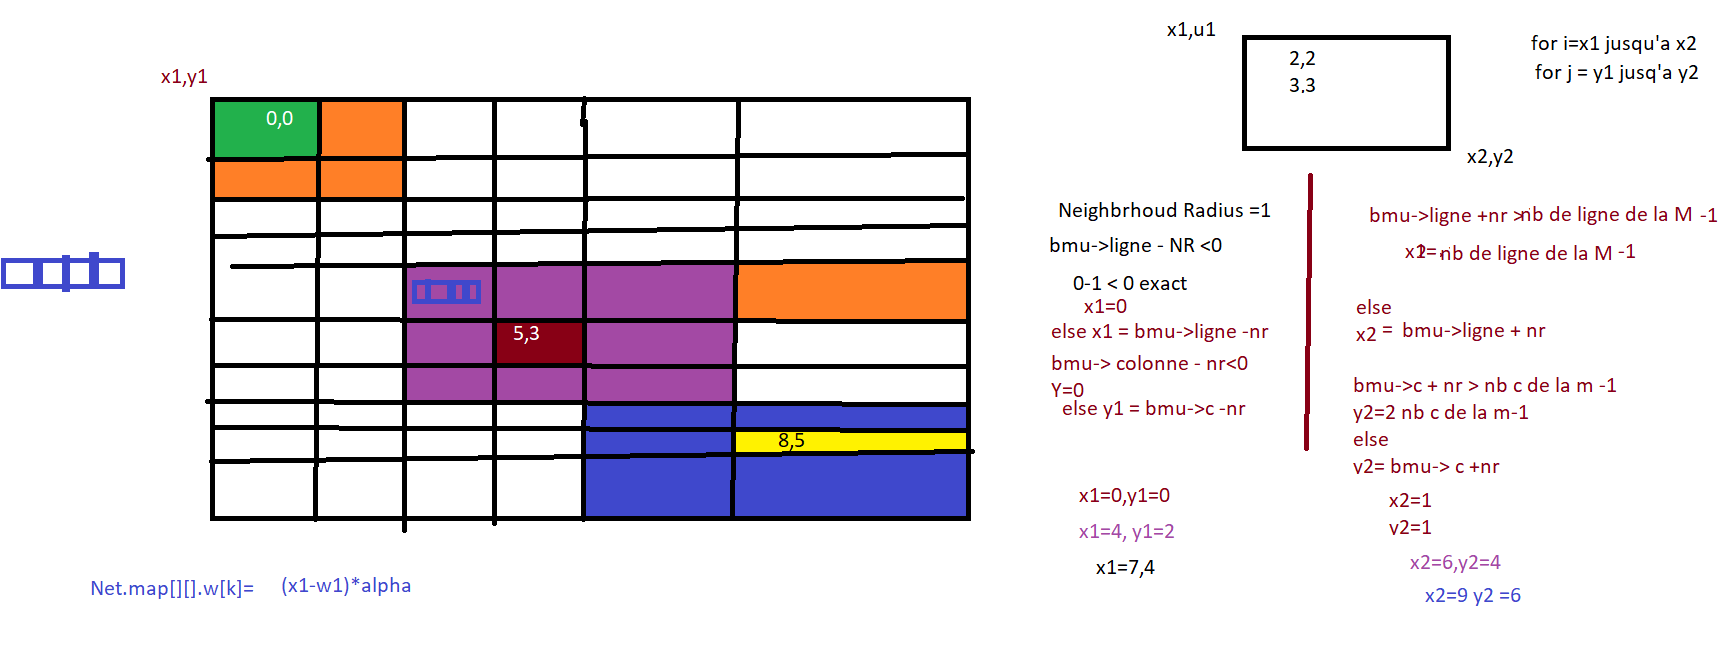 x1,y1
0,0
5,3
8,5
Net.map[][].w[k]= (x1-w1)*alpha
x1,u1
2,2
3,3
x2,y2
for i=x1 jusqu'a x2
for j = y1 jusq'a y2
Neighbrhoud Radius =1
bmu->ligne - NR <0
0-1 < 0 exact
x1=0
else x1 = bmu->ligne -nr
bmu-> colonne - nr<0
Y=0
else y1 = bmu->c -nr
x1=0,y1=0
x1=4, y1=2
x1=7,4
bmu->ligne +nr > nb de ligne de la M -1
nb de ligne de la M -1
else
x2 = bmu->ligne + nr
bmu->c + nr > nb c de la m -1
y2=2 nb c de la m-1
else
y2= bmu-> c +nr
x2=1
y2=1
x2=6,y2=4
x2=9 y2 =6